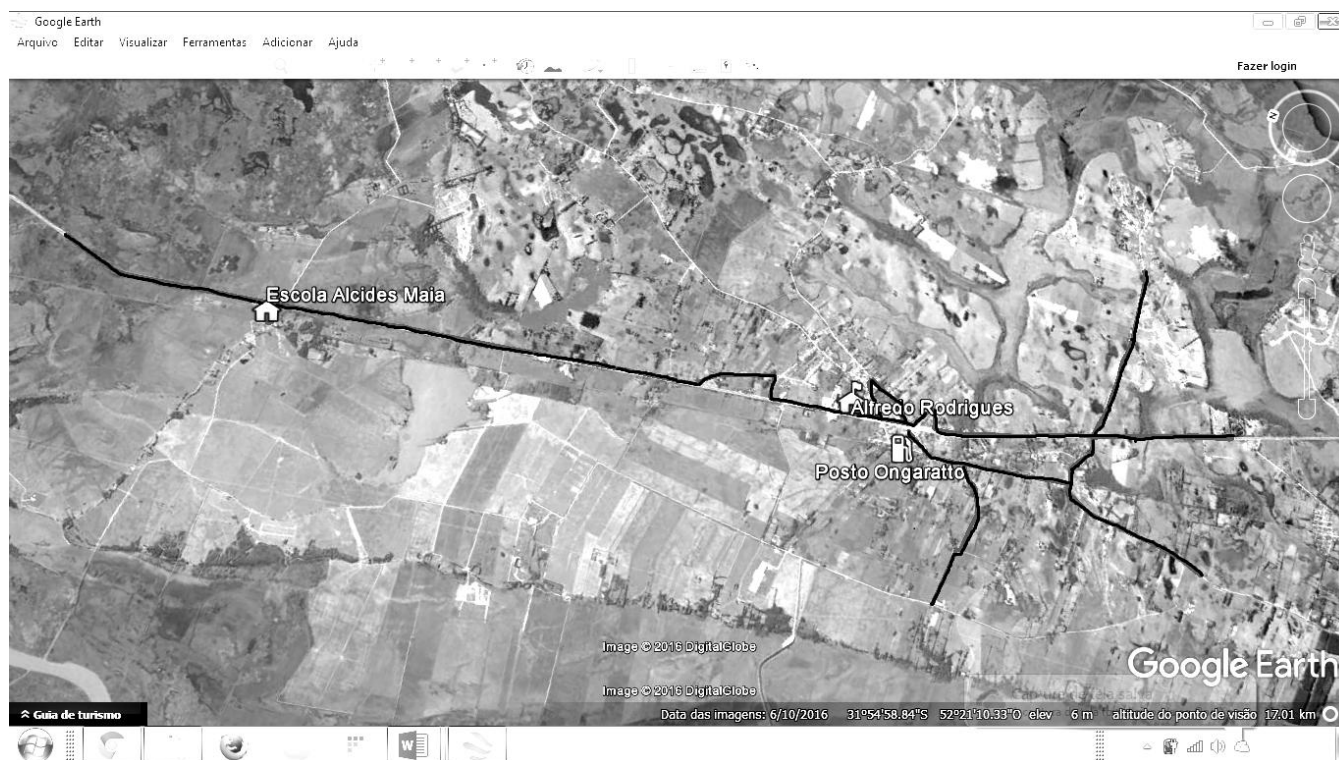 Google Earth
Arquivo Editar Visualizar Ferramentas Adicionar Ajuda
Fazer login
Escola Alcides Maia
Alfredo Rodrigues
Posto Ongaratto
Image © 2016 DigitalGlobe
Image © 2016 DigitalGlobe
Google Earth
Guia de turismo
Data das imagens: 6/10/2016 31°54'58.84"S 52°21'10.33"O elev 6 m altitude do ponto de visão 17.01 km